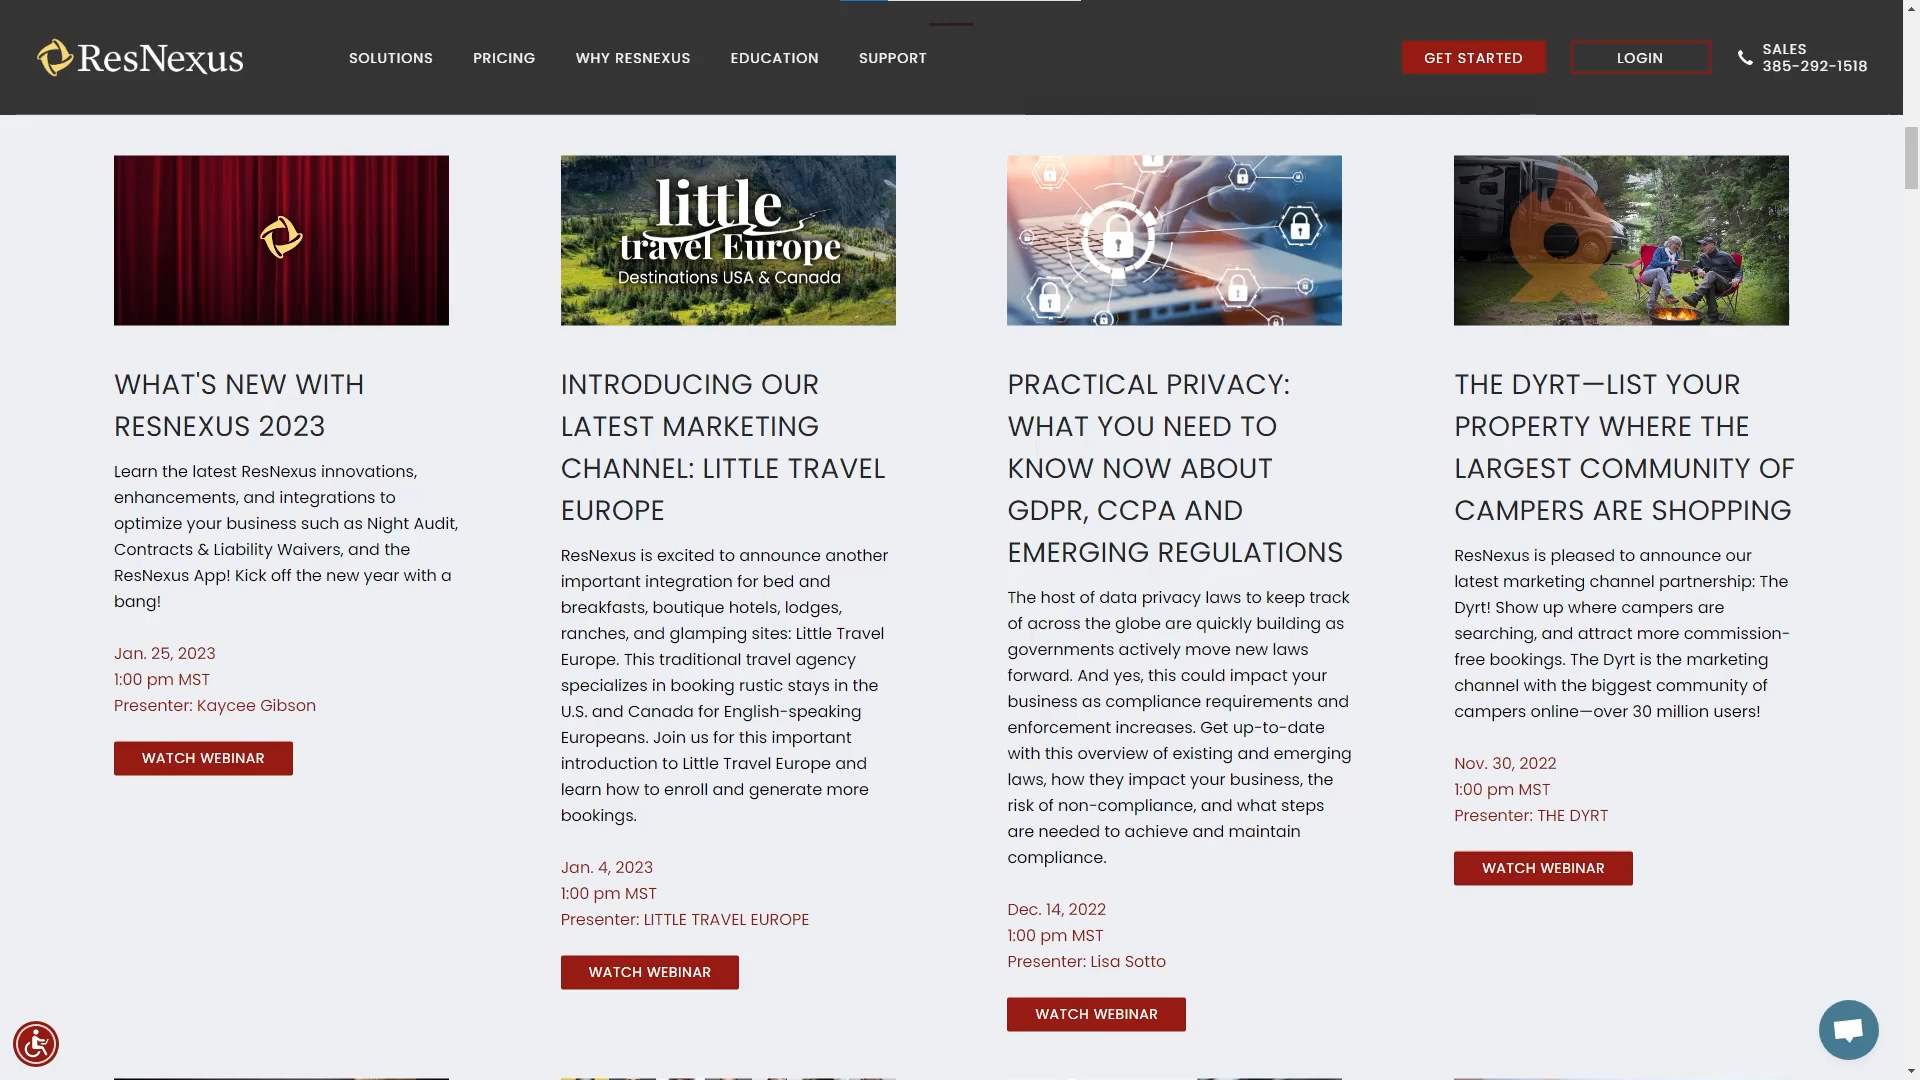 ResNexus
SOLUTIONS
PRICING
WHY RESNEXUS
EDUCATION
SUPPORT
GET STARTED
LOGIN
SALES
385-292-1518
little
travel Europe
Destinations USA & Canada
WHAT'S NEW WITH
RESNEXUS 2023
Learn the latest ResNexus innovations,
enhancements, and integrations to
optimize your business such as Night Audit,
Contracts & Liability Waivers, and the
ResNexus App! Kick off the new year with a
bang!
Jan. 25, 2023
1:00 pm MST
Presenter: Kaycee Gibson
WATCH WEBINAR
INTRODUCING OUR
LATEST MARKETING
CHANNEL: LITTLE TRAVEL
EUROPE
ResNexus is excited to announce another
important integration for bed and
breakfasts, boutique hotels, lodges,
ranches, and glamping sites: Little Travel
Europe. This traditional travel agency
specializes in booking rustic stays in the
U.S. and Canada for English-speaking
Europeans. Join us for this important
introduction to Little Travel Europe and
learn how to enroll and generate more
bookings.
Jan. 4, 2023
1:00 pm MST
Presenter: LITTLE TRAVEL EUROPE
WATCH WEBINAR
PRACTICAL PRIVACY:
WHAT YOU NEED TO
KNOW NOW ABOUT
GDPR, CCPA AND
EMERGING REGULATIONS
The host of data privacy laws to keep track
of across the globe are quickly building as
governments actively move new laws
forward. And yes, this could impact your
business as compliance requirements and
enforcement increases. Get up-to-date
with this overview of existing and emerging
laws, how they impact your business, the
risk of non-compliance, and what steps
are needed to achieve and maintain
compliance.
Dec. 14, 2022
1:00 pm MST
Presenter: Lisa Sotto
WATCH WEBINAR
THE DYRT—LIST YOUR
PROPERTY WHERE THE
LARGEST COMMUNITY OF
CAMPERS ARE SHOPPING
ResNexus is pleased to announce our
latest marketing channel partnership: The
Dyrt! Show up where campers are
searching, and attract more commission-
free bookings. The Dyrt is the marketing
channel with the biggest community of
campers online—over 30 million users!
Nov. 30, 2022
1:00 pm MST
Presenter: THE DYRT
WATCH WEBINAR